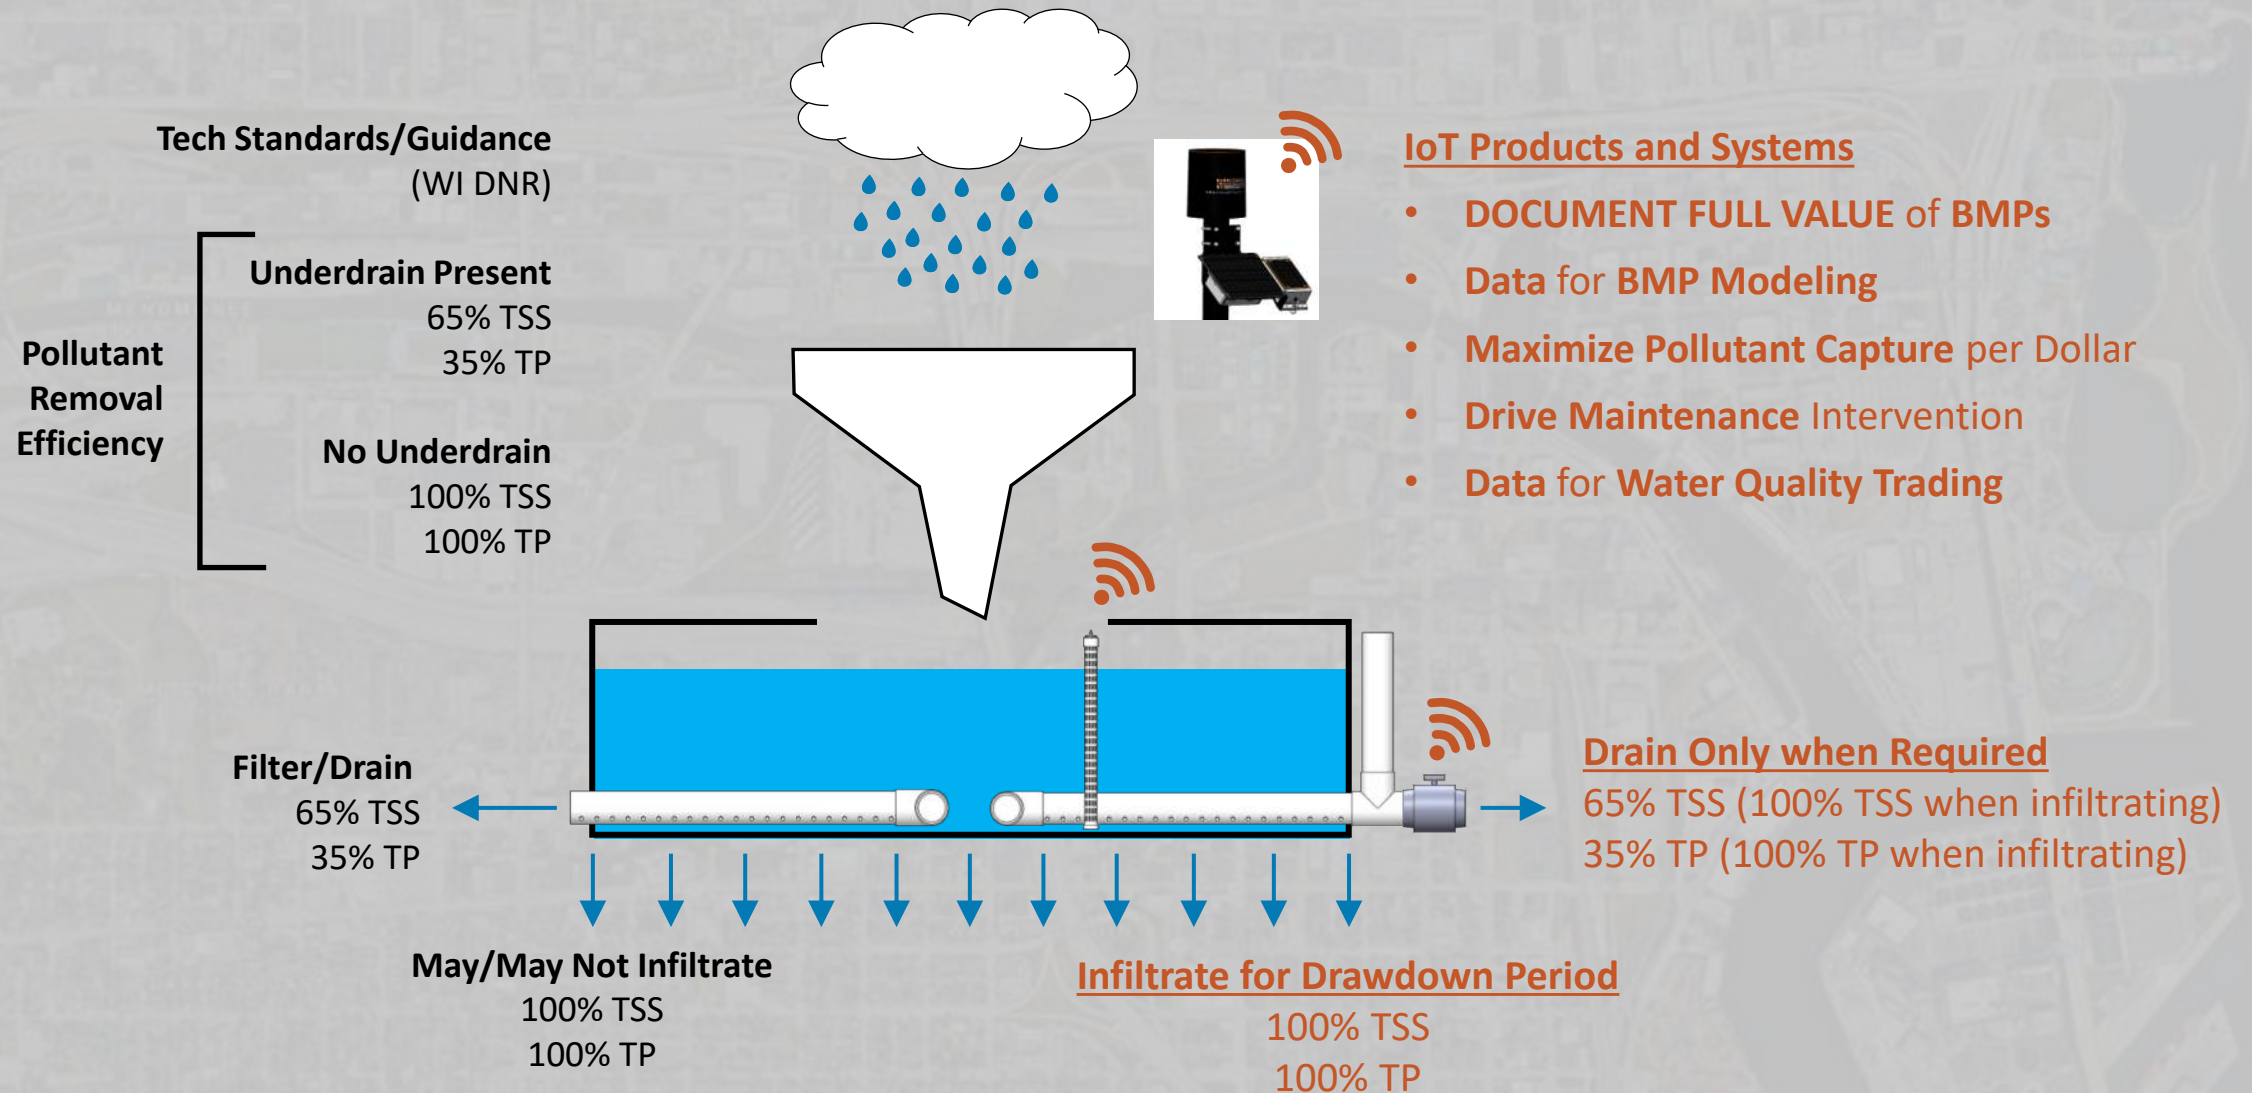 Tech Standards/Guidance
(WI DNR)
Pollutant
Removal
Efficiency
Underdrain Present
65% TSS
35% TP
No Underdrain
100% TSS
100% TP
IoT Products and Systems
• DOCUMENT FULL VALUE of BMPs
• Data for BMP Modeling
• Maximize Pollutant Capture per Dollar
• Drive Maintenance Intervention
• Data for Water Quality Trading
Filter/Drain
65% TSS
35% TP
Drain Only when Required
65% TSS (100% TSS when infiltrating)
35% TP (100% TP when infiltrating)
May/May Not Infiltrate
100% TSS
100% TP
Infiltrate for Drawdown Period
100% TSS
100% TP